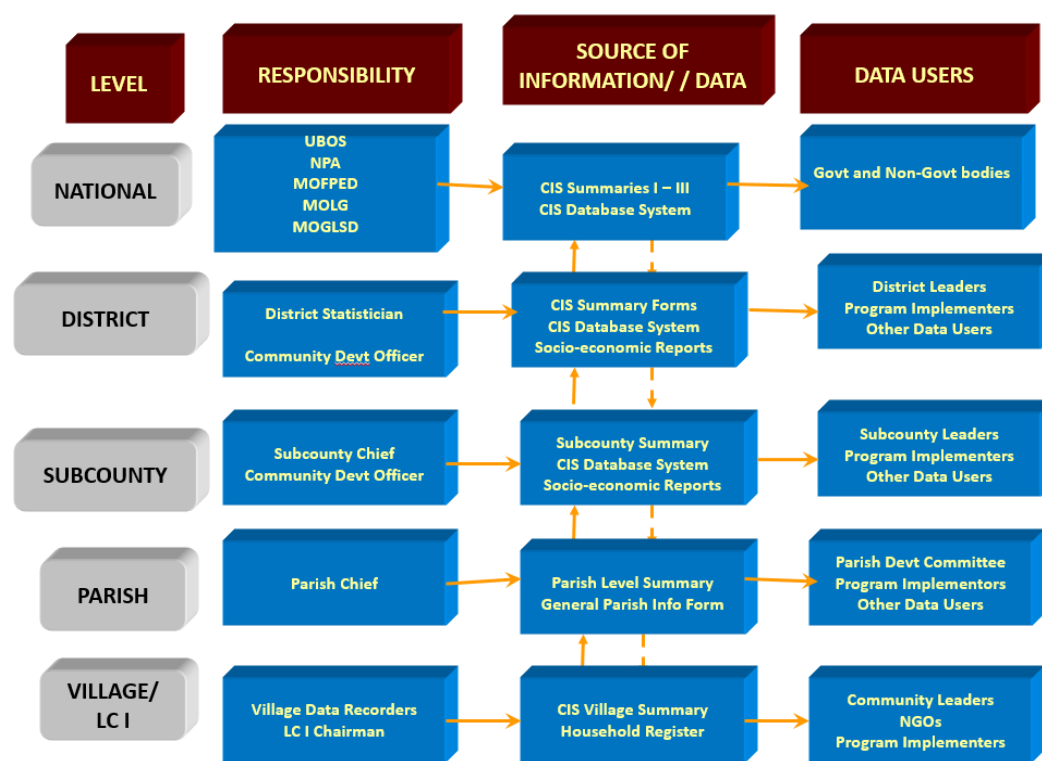 LEVEL
RESPONSIBILITY
SOURCE OF
INFORMATION/ / DATA
DATA USERS
NATIONAL
UBOS
NPA
MOFPED
MOLG
MOGLSD
CIS Summaries I – III
CIS Database System
Govt and Non-Govt bodies
DISTRICT
District Statistician
Community Devt Officer
CIS Summary Forms
CIS Database System
Socio-economic Reports
District Leaders
Program Implementers
Other Data Users
SUBCOUNTY
Subcounty Chief
Community Devt Officer
Subcounty Summary
CIS Database System
Socio-economic Reports
Subcounty Leaders
Program Implementers
Other Data Users
PARISH
Parish Chief
Parish Level Summary
General Parish Info Form
Parish Devt Committee
Program Implementors
Other Data Users
VILLAGE/
LC I
Village Data Recorders
LC I Chairman
CIS Village Summary
Household Register
Community Leaders
NGOs
Program Implementers